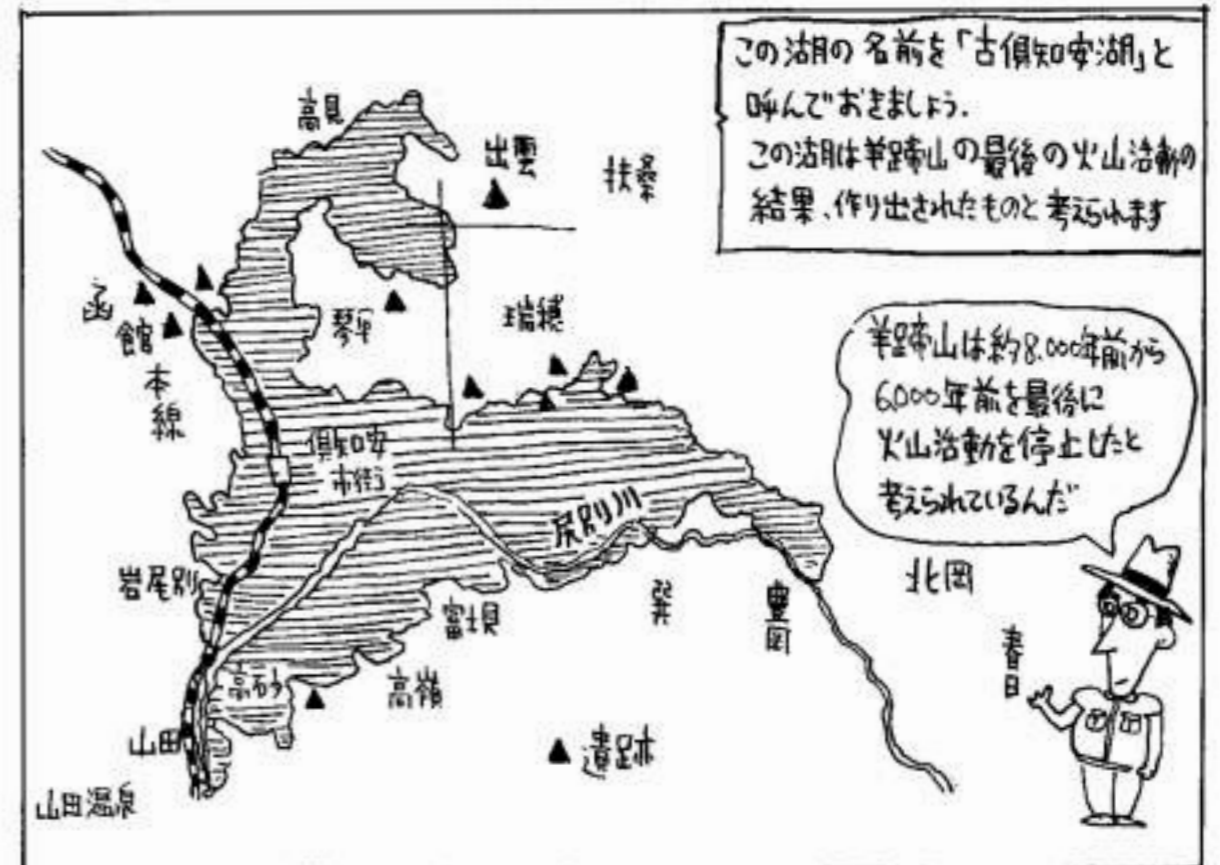 この湖の名前を「古倶知安湖」と
呼んでおきましょう.
この湖は羊蹄山の最後の火山活動の
結果、作り出されたものと考えられます
高見
出雲
扶桑
函館本線
琴平
瑞穂
羊蹄山は約8.000年前から
6000年前を最後に
火山活動を停止したと
考えられているんだ
倶知安
市街
尻別川
岩尾別
富坂
巽
豊岡
北岡
春日
高砂
高嶺
山田
▲遺跡
山田温泉